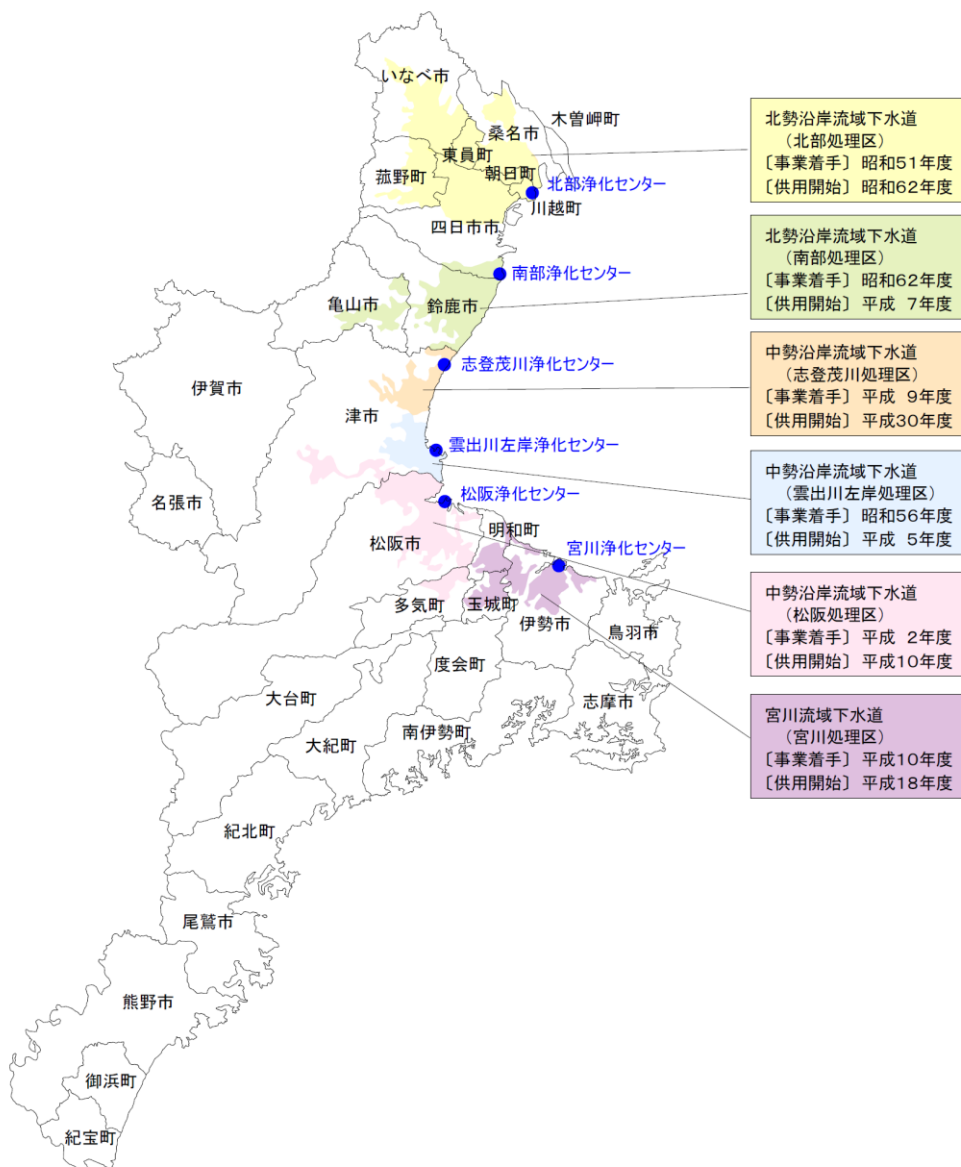 いなべ市
木曽岬町
桑名市
東員町
朝日町
菰野町
北部浄化センター
川越町
四日市市
南部浄化センター
亀山市
鈴鹿市
志登茂川浄化センター
伊賀市
津市
雲出川左岸浄化センター
名張市
松阪浄化センター
明和町
松阪市
宮川浄化センター
多気町
玉城町
伊勢市
鳥羽市
度会町
大台町
志摩市
南伊勢町
大紀町
紀北町
尾鷲市
熊野市
御浜町
紀宝町
北勢沿岸流域下水道
（北部処理区）
〔事業着手〕昭和51年度
〔供用開始〕昭和62年度
北勢沿岸流域下水道
（南部処理区）
〔事業着手〕昭和62年度
〔供用開始〕平成 7年度
中勢沿岸流域下水道
（志登茂川処理区）
〔事業着手〕平成 9年度
〔供用開始〕平成30年度
中勢沿岸流域下水道
（雲出川左岸処理区）
〔事業着手〕昭和56年度
〔供用開始〕平成 5年度
中勢沿岸流域下水道
（松阪処理区）
〔事業着手〕平成 2年度
〔供用開始〕平成10年度
宮川流域下水道
（宮川処理区）
〔事業着手〕平成10年度
〔供用開始〕平成18年度